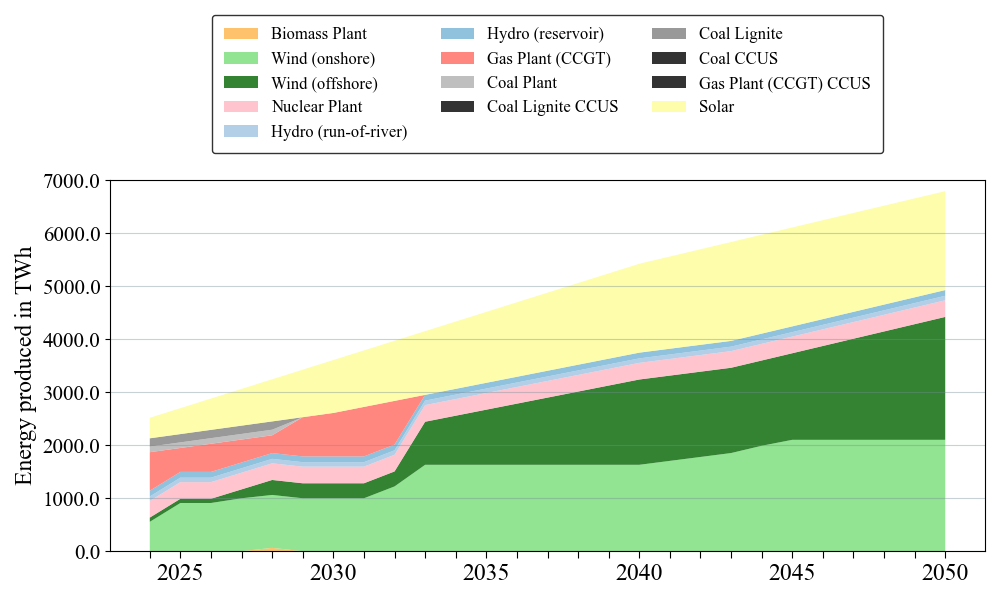 Biomass Plant
Wind (onshore)
Wind (offshore)
Nuclear Plant
Hydro (run-of-river)
Hydro (reservoir)
Gas Plant (CCGT)
Coal Plant
Coal Lignite CCUS
Coal Lignite
Coal CCUS
Gas Plant (CCGT) CCUS
Solar
Energy produced in TWh
7000.0
6000.0
5000.0
4000.0
3000.0
2000.0
1000.0
0.0
2025 2030 2035 2040 2045 2050